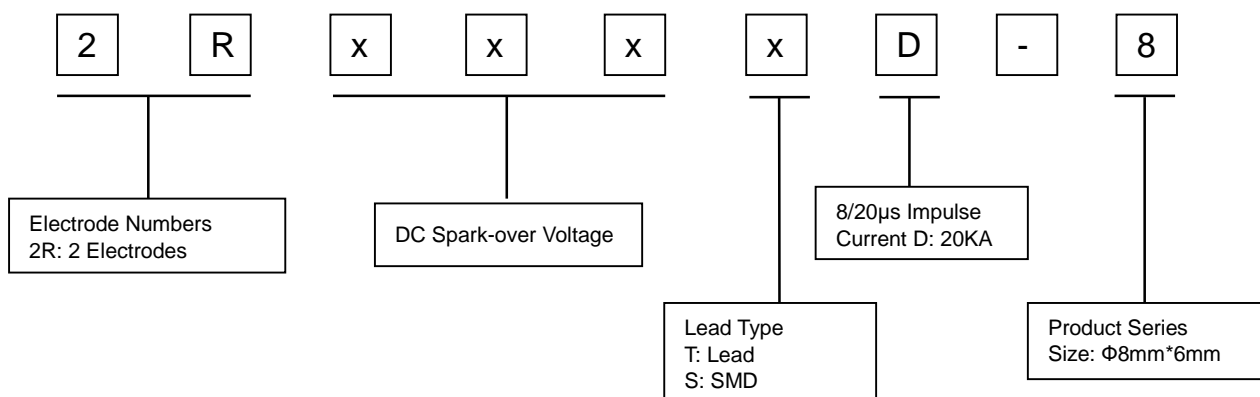 2 R x x x x D - 8
Electrode Numbers
2R: 2 Electrodes
DC Spark-over Voltage
8/20μs Impulse
Current D: 20KA
Lead Type
T: Lead
S: SMD
Product Series
Size: Φ8mm*6mm